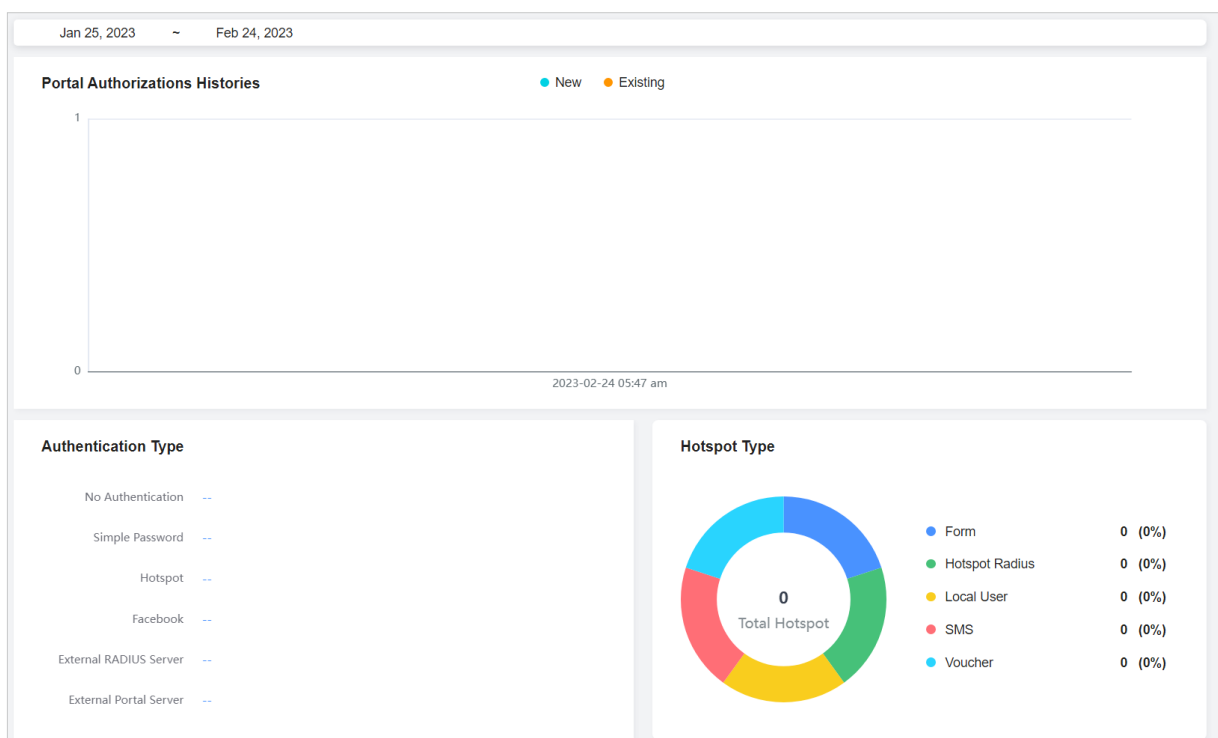 Jan 25, 2023 ~ Feb 24, 2023
Portal Authorizations Histories
New Existing
1
0
2023-02-24 05:47 am
Authentication Type
No Authentication --
Simple Password --
Hotspot --
Facebook --
External RADIUS Server --
External Portal Server --
Hotspot Type
0
Total Hotspot
Form 0 (0%)
Hotspot Radius 0 (0%)
Local User 0 (0%)
SMS 0 (0%)
Voucher 0 (0%)